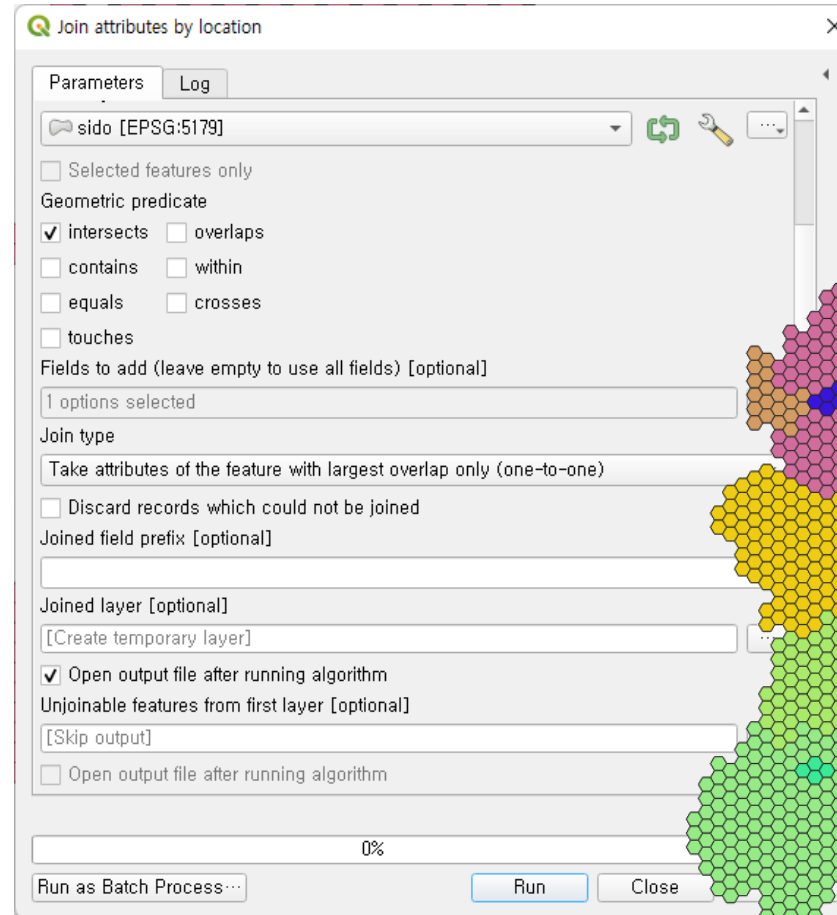 Join attributes by location
Parameters Log
sido [EPSG:5179]
Selected features only
Geometric predicate
intersects overlaps
contains within
equals crosses
touches
Fields to add (leave empty to use all fields) [optional]
1 options selected
Join type
Take attributes of the feature with largest overlap only (one-to-one)
Discard records which could not be joined
Joined field prefix [optional]
Joined layer [optional]
[Create temporary layer]
Open output file after running algorithm
Unjoinable features from first layer [optional]
[Skip output]
Open output file after running algorithm
0%
Run as Batch Process… Run Close